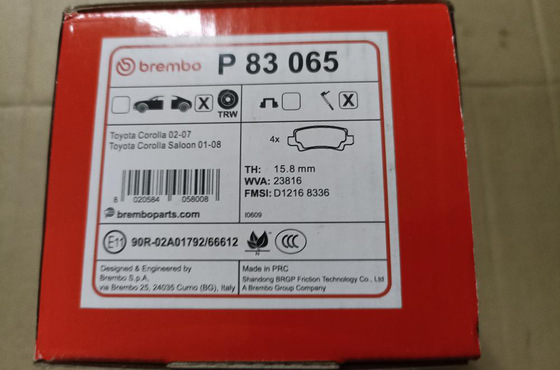 brembo P 83 065
X TRW X
Toyota Corolla 02-07
Toyota Corolla Saloon 01-08
4x
TH: 15.8 mm
WVA: 23816
FMSI: D1216 8336
8 020584 058008
bremboparts.com
I0609
E11 90R-02A01792/66612
N
CCC
Designed & Engineered by
Brembo S.p.A,
via Brembo 25, 24035 Curno (BG), Italy
Made in PRC
Shandong BRGP Friction Technology Co., Ltd
A Brembo Group Company